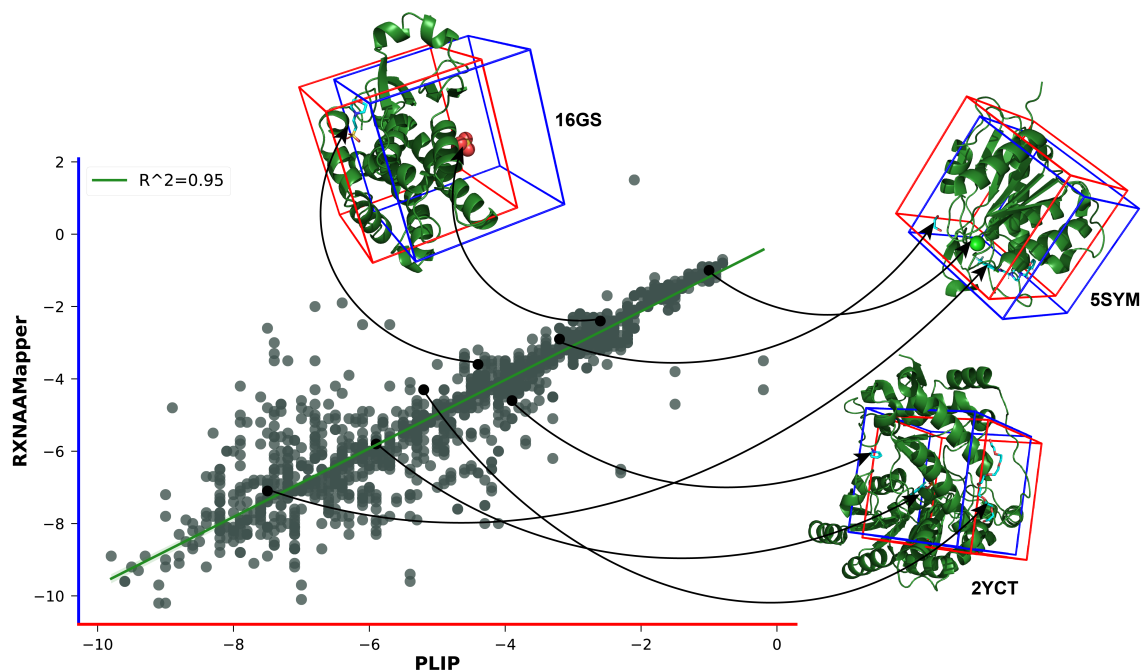 16GS
5SYM
2YCT
R^2=0.95
RXNAAMapper
2
0
−2
−4
−6
−8
−10
−10
−8
−6
−4
−2
0
PLIP